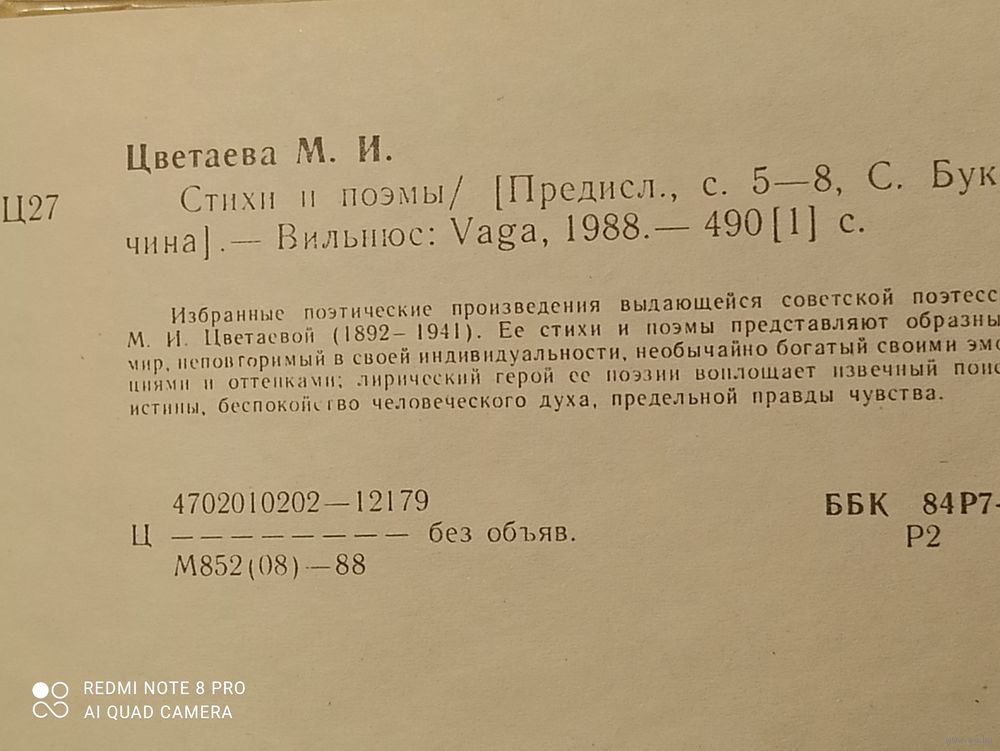 Цветаева М. И.
Ц27
Стихи и поэмы/ [Предисл., с. 5—8, С. Бук
чина].— Вильнюс: Vaga, 1988.— 490[1] с.
Избранные поэтические произведения выдающейся советской поэтесс
М. И. Цветаевой (1892—1941). Ее стихи и поэмы представляют образны
мир, неповторимый в своей индивидуальности, необычайно богатый своими эмо
циями и оттенками; лирический герой ее поэзии воплощает извечный поис
истины, беспокойство человеческого духа, предельной правды чувства.
4702010202—12179
Ц — — — — — — — — без объяв.
М852(08)—88
ББК 84Р7-
Р2
REDMI NOTE 8 PRO
AI QUAD CAMERA